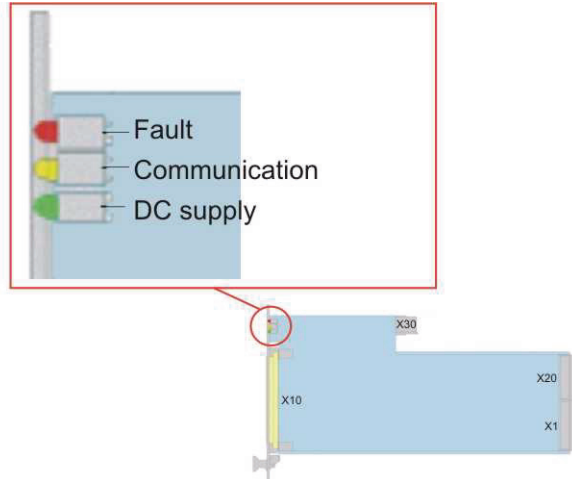 Fault
Communication
DC supply
X30
X20
X10
X1